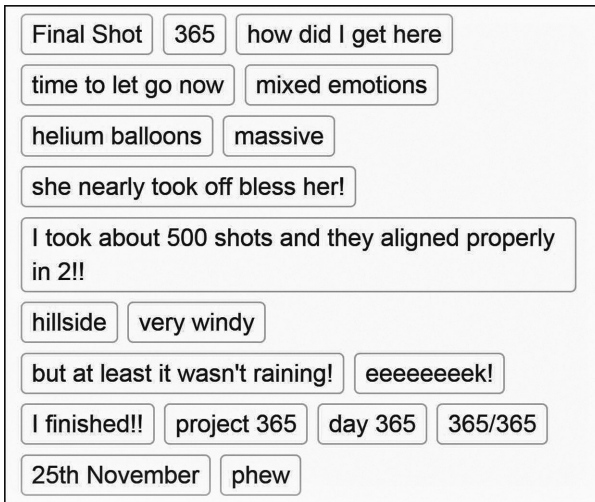 Final Shot 365 how did I get here
time to let go now mixed emotions
helium balloons massive
she nearly took off bless her!
I took about 500 shots and they aligned properly
in 2!!
hillside very windy
but at least it wasn't raining! eeeeeeeek!
I finished!! project 365 day 365 365/365
25th November phew